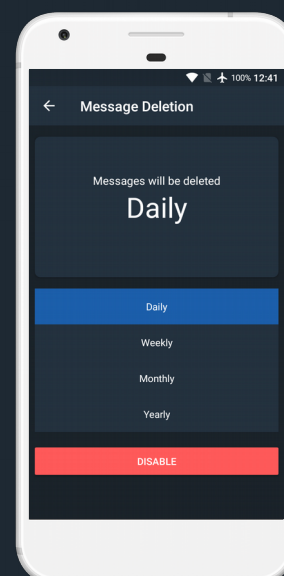 100% 12:41
Message Deletion
Messages will be deleted
Daily
Daily
Weekly
Monthly
Yearly
DISABLE